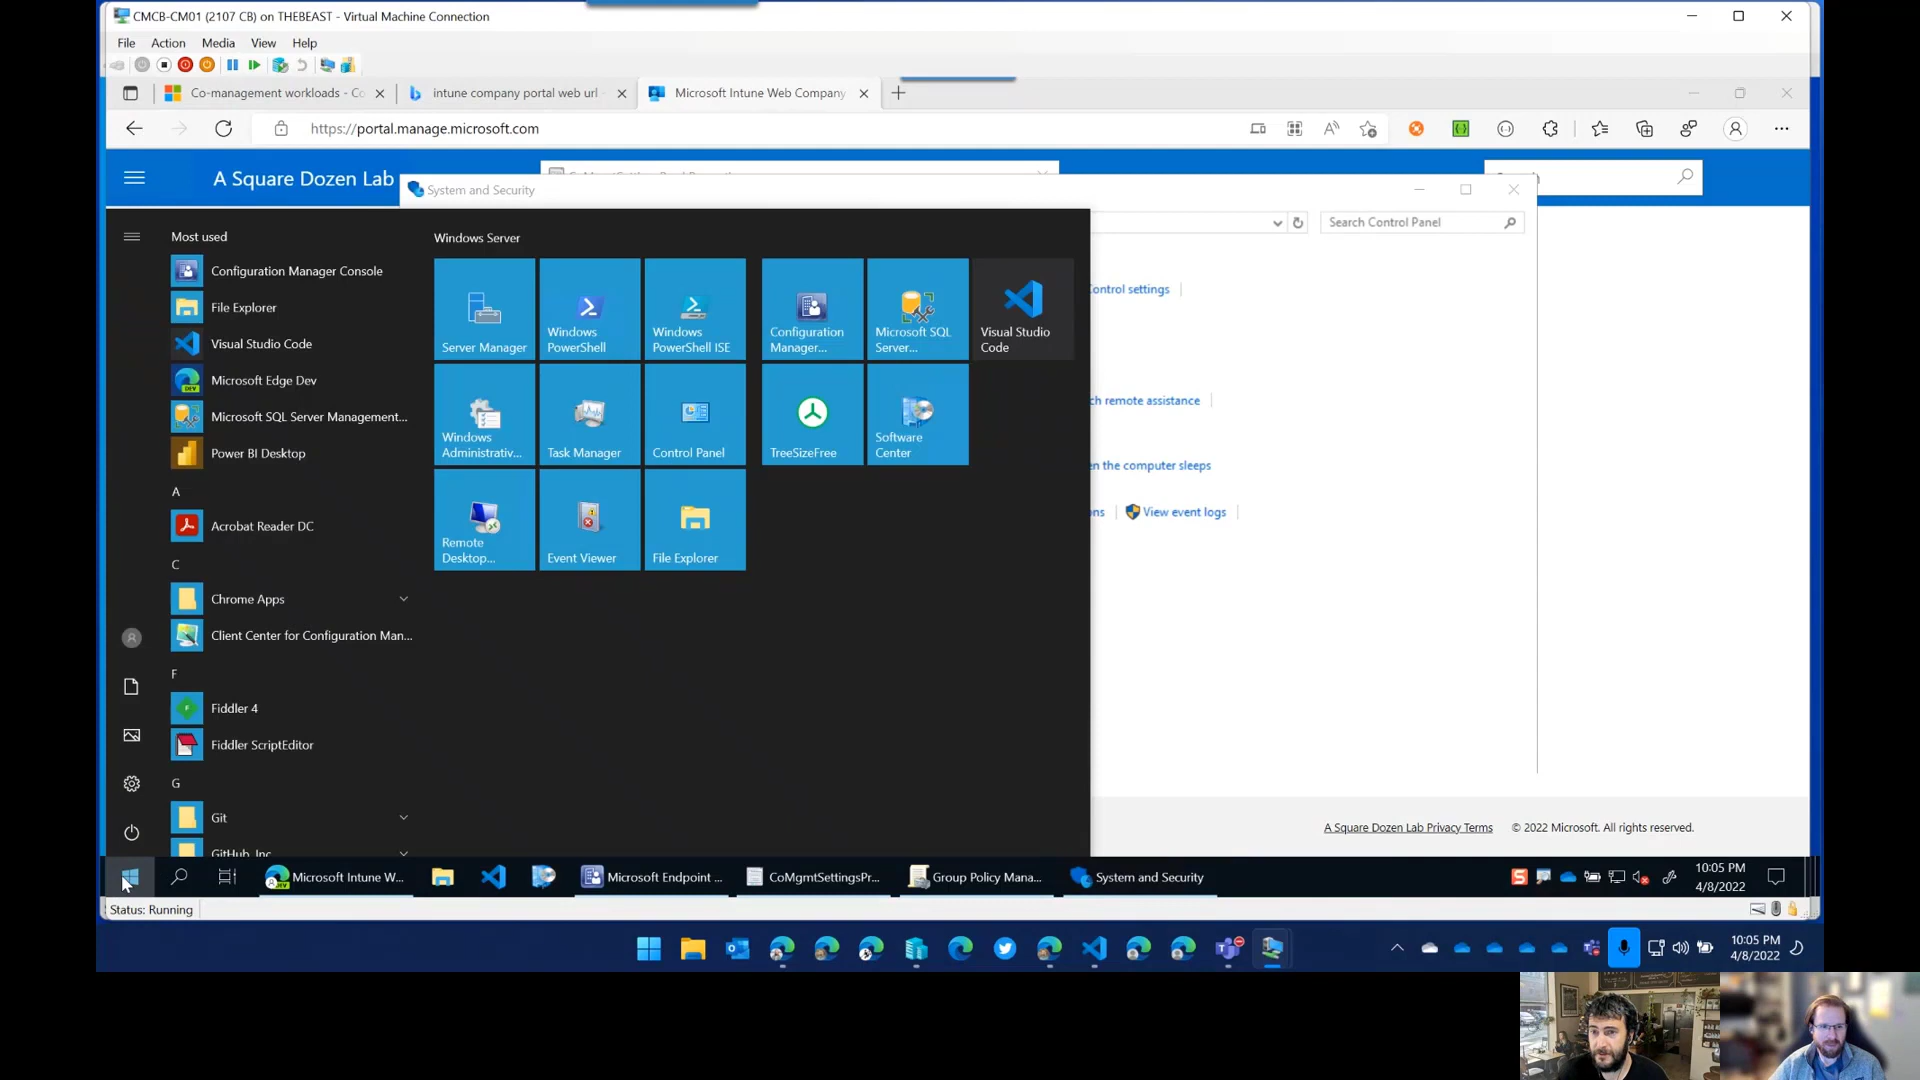 CMCB-CM01 (2107 CB) on THEBEAST - Virtual Machine Connection
File Action Media View Help
Co-management workloads - Co
intune company portal web url
Microsoft Intune Web Company
https://portal.manage.microsoft.com
A Square Dozen Lab
System and Security
Search Control Panel
Most used
Configuration Manager Console
File Explorer
Visual Studio Code
Microsoft Edge Dev
Microsoft SQL Server Management...
Power BI Desktop
A
Acrobat Reader DC
C
Chrome Apps
Client Center for Configuration Man...
F
Fiddler 4
Fiddler ScriptEditor
G
Git
GitHub, Inc
Windows Server
Server Manager
Windows PowerShell
Windows PowerShell ISE
Configuration Manager...
Microsoft SQL Server...
Visual Studio Code
Windows Administrativ...
Task Manager
Control Panel
TreeSizeFree
Software Center
Remote Desktop...
Event Viewer
File Explorer
Control settings
ch remote assistance
en the computer sleeps
ons
View event logs
A Square Dozen Lab Privacy Terms
© 2022 Microsoft. All rights reserved.
Microsoft Intune W...
Microsoft Endpoint ...
CoMgmtSettingsPr...
Group Policy Mana...
System and Security
10:05 PM
4/8/2022
Status: Running
10:05 PM
4/8/2022